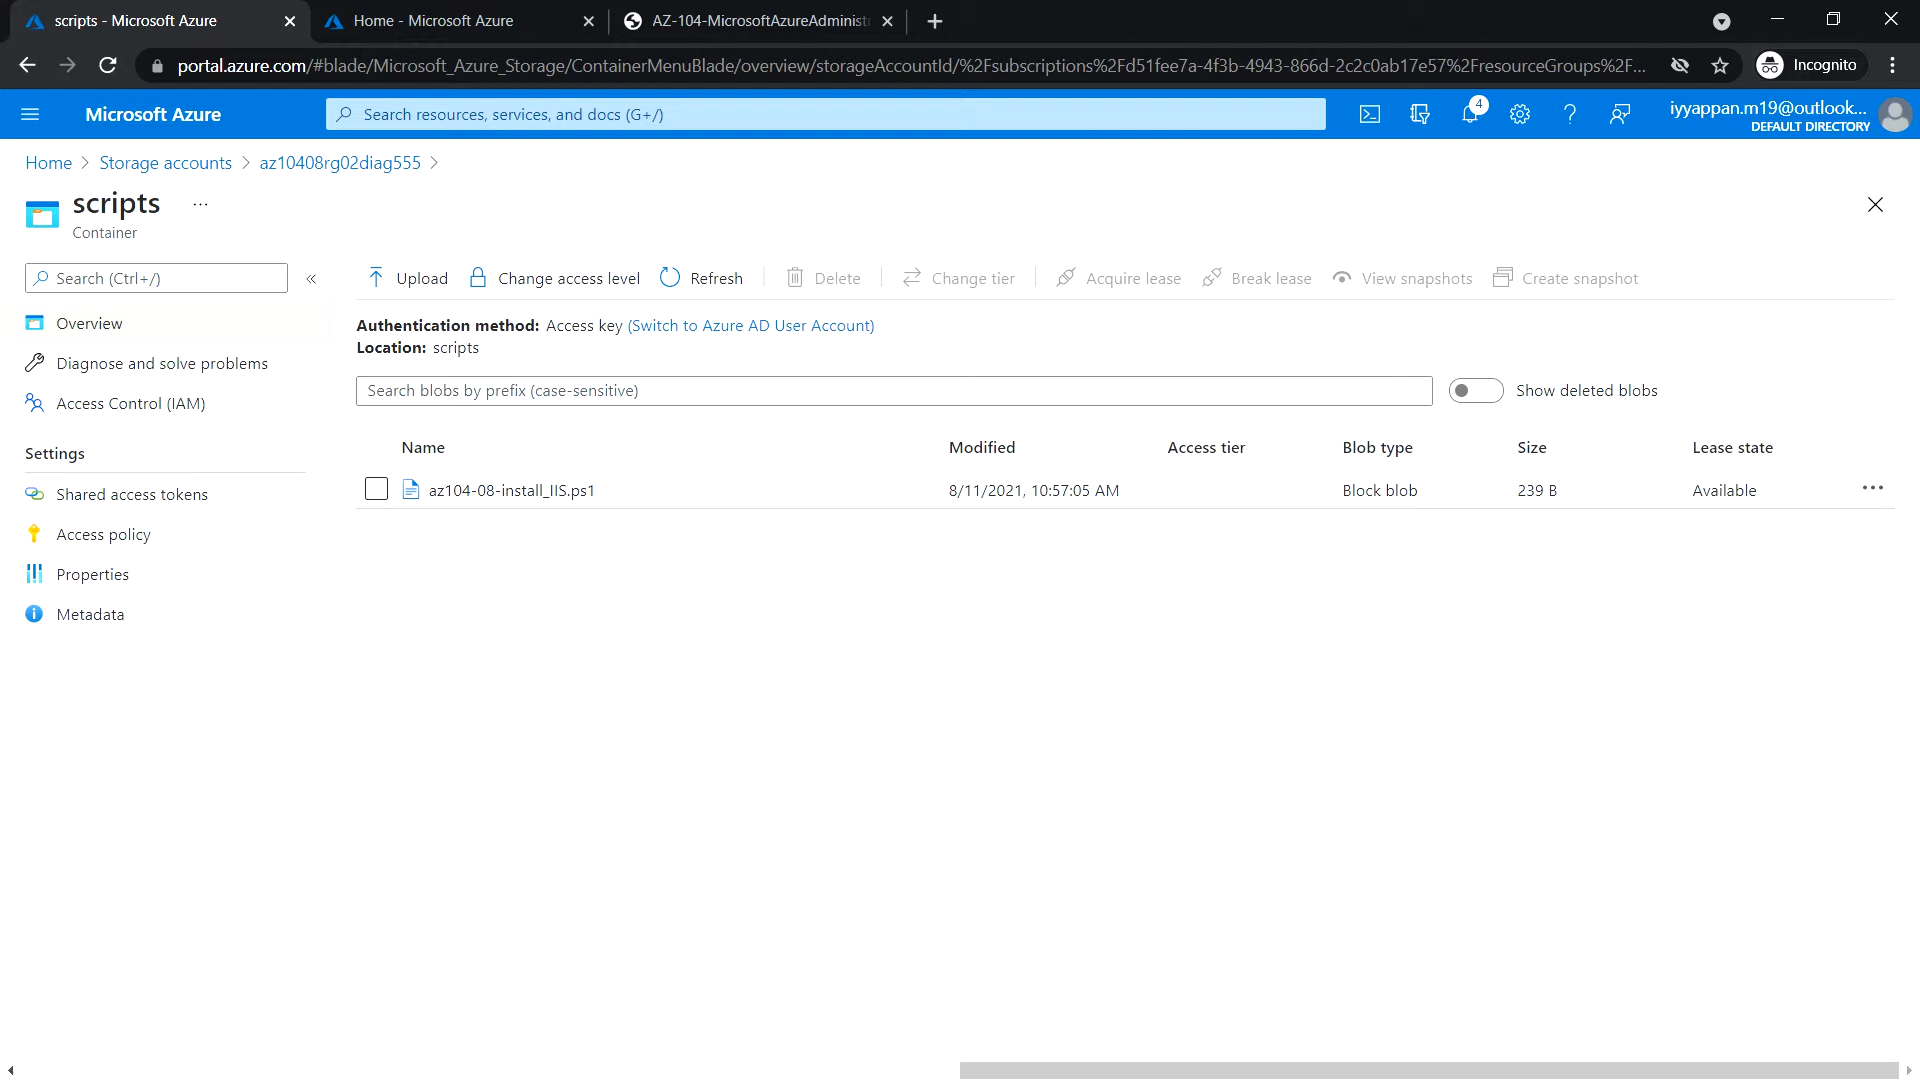 scripts - Microsoft Azure
Home - Microsoft Azure
AZ-104-MicrosoftAzureAdminist
portal.azure.com/#blade/Microsoft_Azure_Storage/ContainerMenuBlade/overview/storageAccountId/%2Fsubscriptions%2Fd51fee7a-4f3b-4943-866d-2c2c0ab17e57%2FresourceGroups%2F...
Incognito
Microsoft Azure
Search resources, services, and docs (G+/)
4
iyyappan.m19@outlook...
DEFAULT DIRECTORY
Home > Storage accounts > az10408rg02diag555 >
scripts ...
Container
Search (Ctrl+/) «
Upload Change access level Refresh Delete Change tier Acquire lease Break lease View snapshots Create snapshot
Overview
Diagnose and solve problems
Access Control (IAM)
Settings
Shared access tokens
Access policy
Properties
Metadata
Authentication method: Access key (Switch to Azure AD User Account)
Location: scripts
Search blobs by prefix (case-sensitive)
Show deleted blobs
Name Modified Access tier Blob type Size Lease state
az104-08-install_IIS.ps1 8/11/2021, 10:57:05 AM Block blob 239 B Available ...